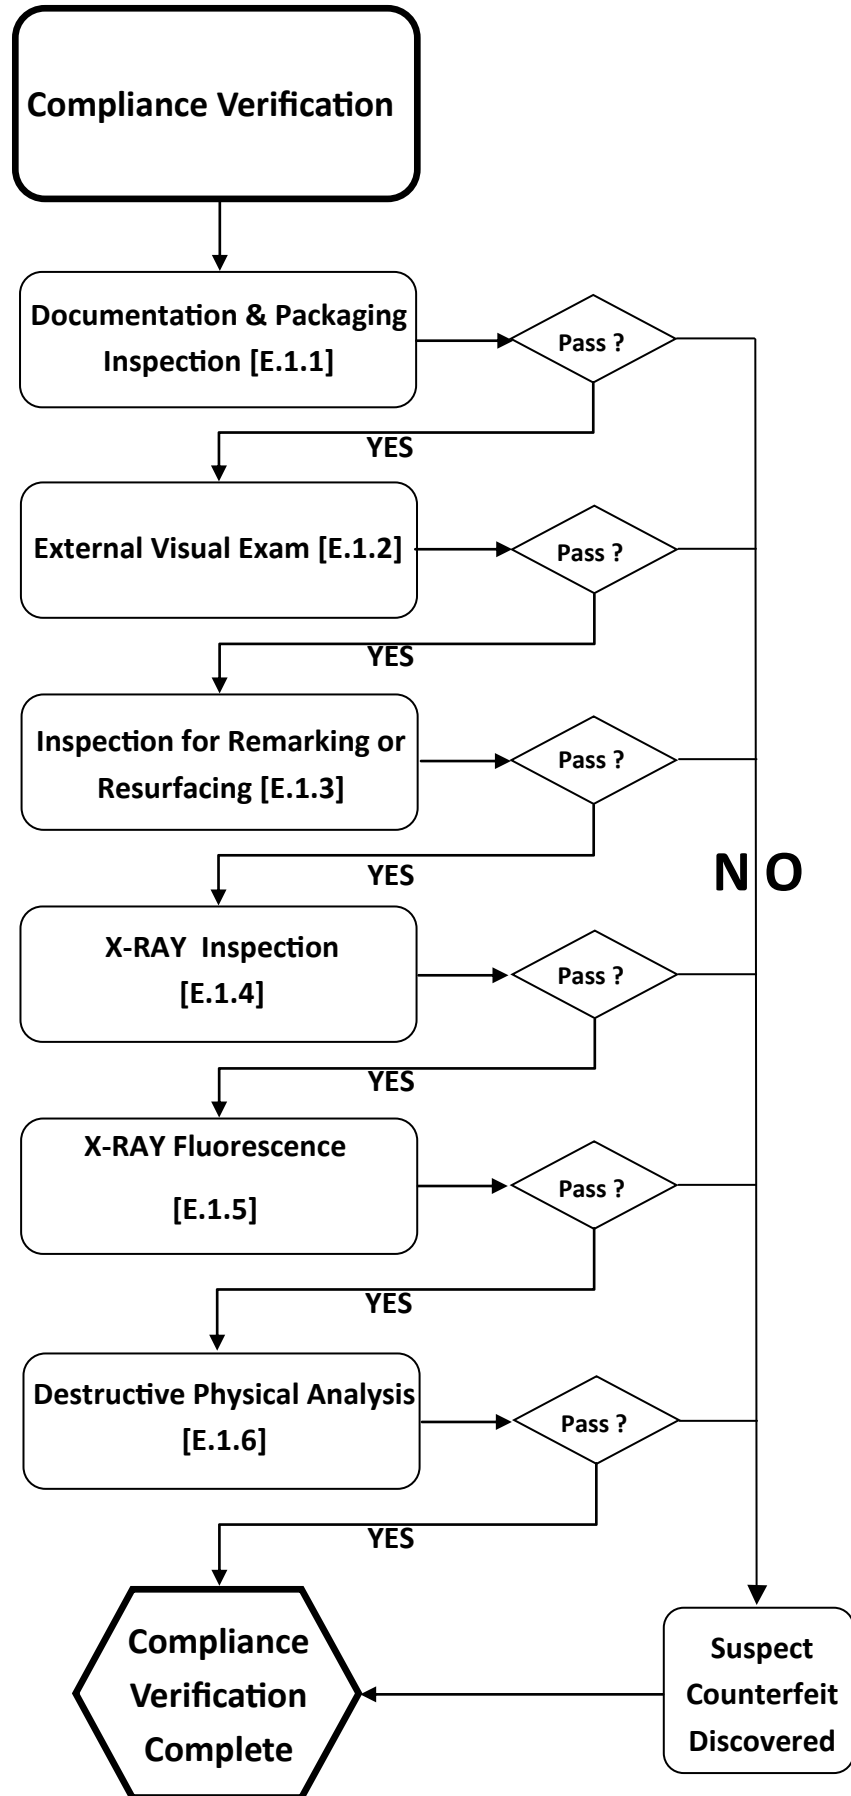 Compliance Verification
Documentation & Packaging
Inspection [E.1.1]
Pass ?
YES
External Visual Exam [E.1.2]
Pass ?
YES
Inspection for Remarking or
Resurfacing [E.1.3]
Pass ?
YES
NO
X-RAY  Inspection
[E.1.4]
Pass ?
YES
X-RAY Fluorescence
[E.1.5]
Pass ?
YES
Destructive Physical Analysis
[E.1.6]
Pass ?
YES
Compliance
Verification
Complete
Suspect
Counterfeit
Discovered